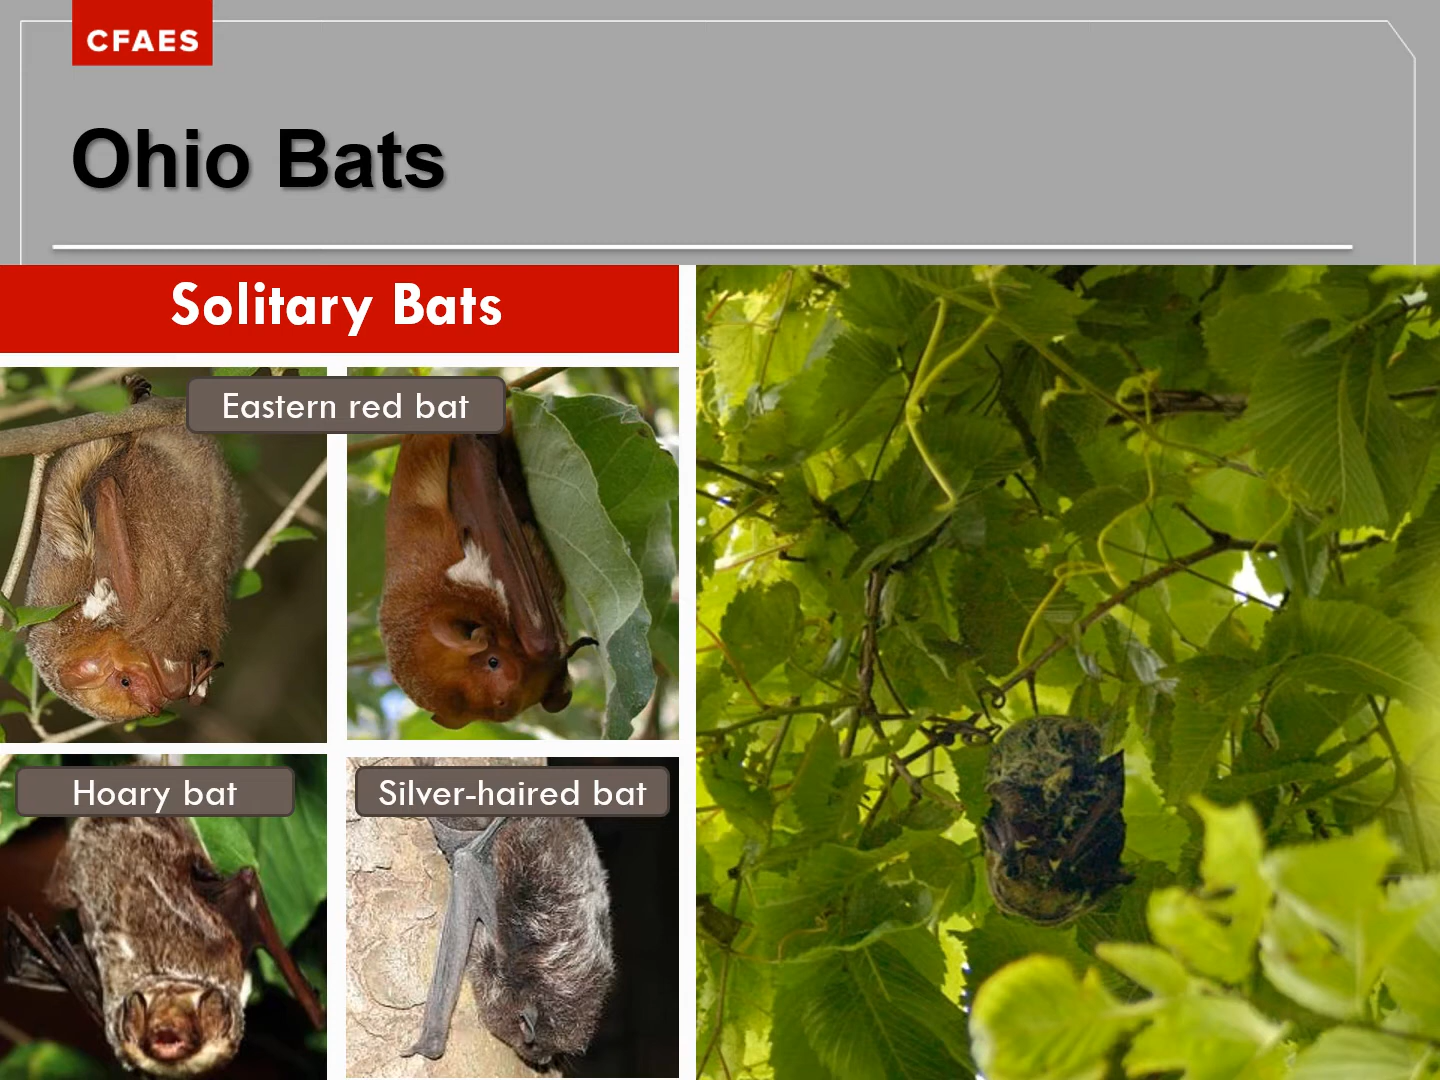 CFAES
Ohio Bats
Solitary Bats
Eastern red bat
Hoary bat
Silver-haired bat